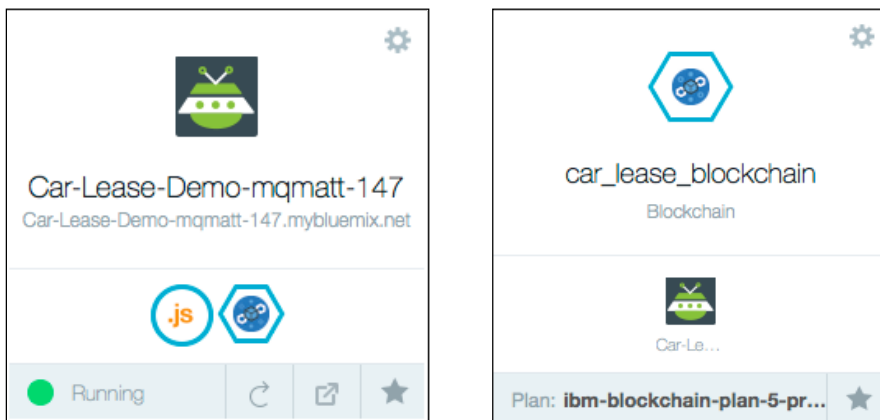 Car-Lease-Demo-mqmatt-147
Car-Lease-Demo-mqmatt-147.mybluemix.net
.js
Running
car_lease_blockchain
Blockchain
Car-Le...
Plan: ibm-blockchain-plan-5-pr...